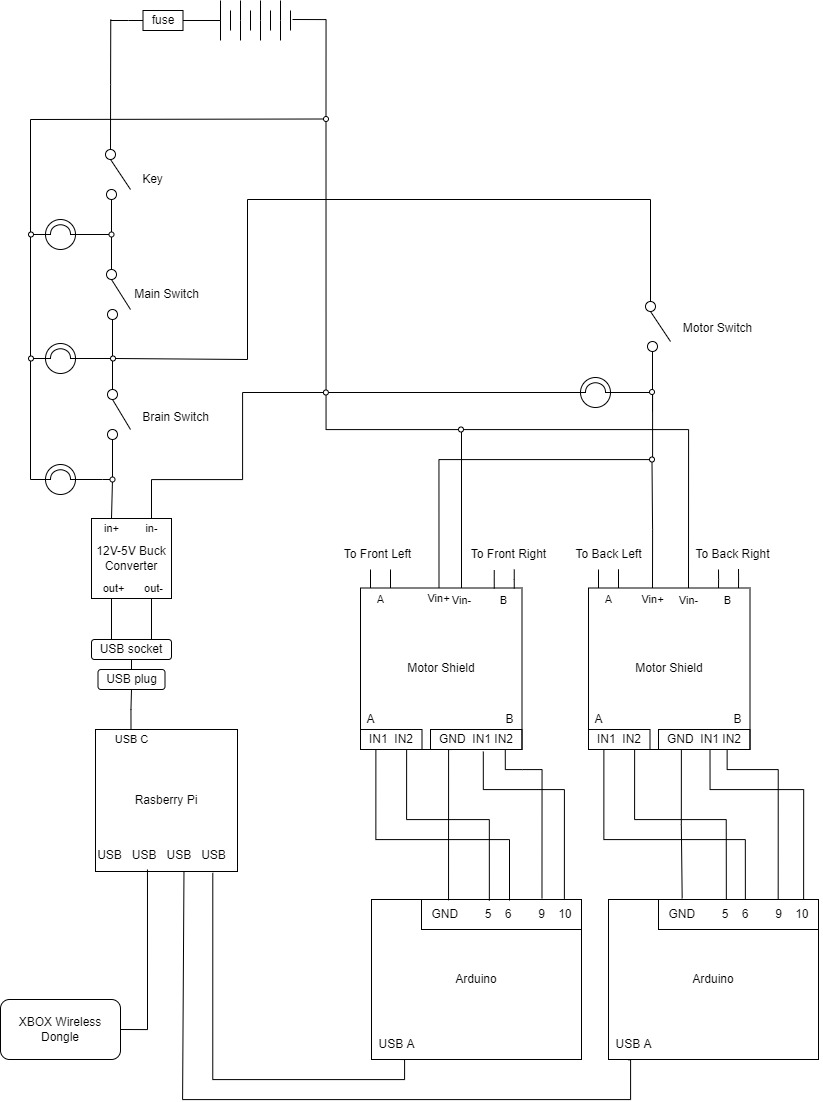 fuse
Key
Main Switch
Motor Switch
Brain Switch
in+ in-
12V-5V Buck
Converter
out+ out-
USB socket
USB plug
USB C
Rasberry Pi
USB USB USB USB
XBOX Wireless
Dongle
To Front Left To Front Right To Back Left To Back Right
A Vin+ Vin- B A Vin+ Vin- B
Motor Shield Motor Shield
A B A B
IN1 IN2 GND IN1 IN2 IN1 IN2 GND IN1 IN2
GND 5 6 9 10 GND 5 6 9 10
Arduino Arduino
USB A USB A